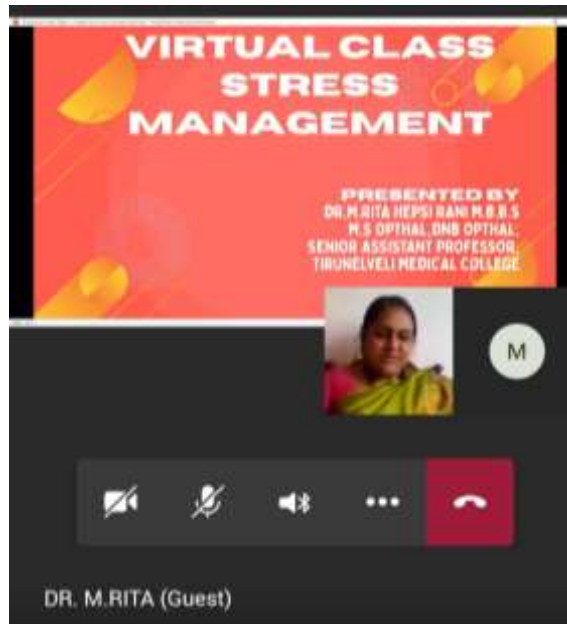 VIRTUAL CLASS
STRESS
MANAGEMENT
PRESENTED BY
DR.M.RITA HEPSI RANI M.B.B.S
M.S OPTHAL,DNB OPTHAL,
SENIOR ASSISTANT PROFESSOR,
TIRUNELVELI MEDICAL COLLEGE
M
DR. M.RITA (Guest)